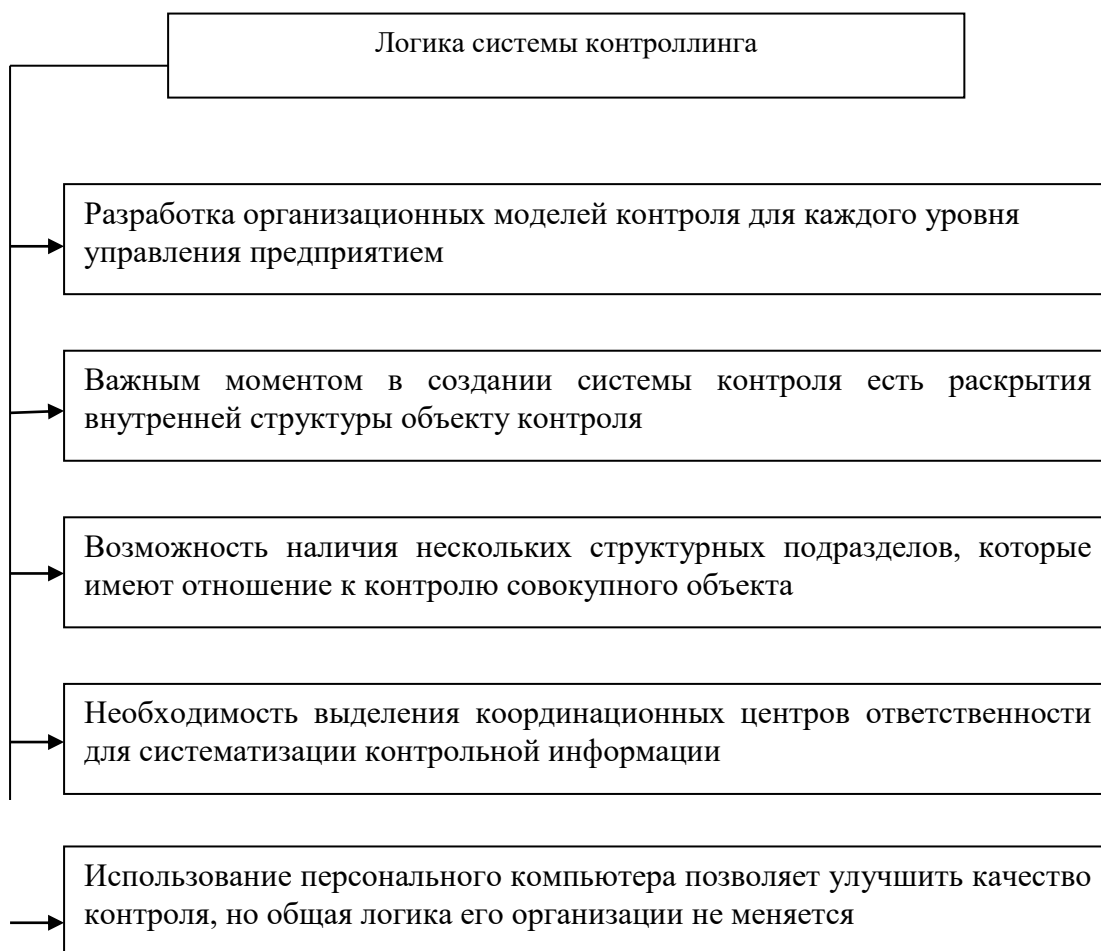 Логика системы контроллинга
Разработка организационных моделей контроля для каждого уровня
управления предприятием
Важным моментом в создании системы контроля есть раскрытия
внутренней структуры объекту контроля
Возможность наличия нескольких структурных подразделов, которые
имеют отношение к контролю совокупного объекта
Необходимость выделения координационных центров ответственности
для систематизации контрольной информации
Использование персонального компьютера позволяет улучшить качество
контроля, но общая логика его организации не меняется